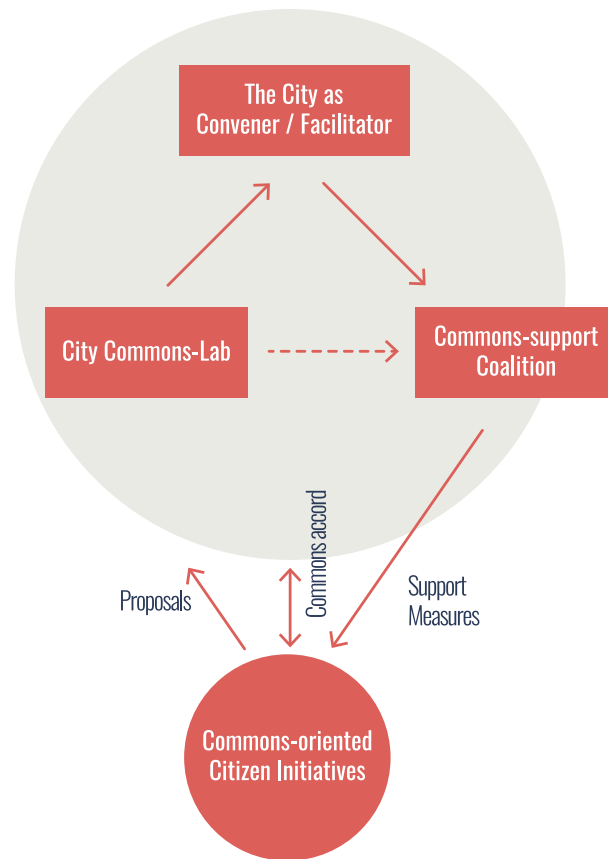 The City as
Convener / Facilitator
City Commons-Lab
Commons-support
Coalition
Commons accord
Proposals
Support
Measures
Commons-oriented
Citizen Initiatives